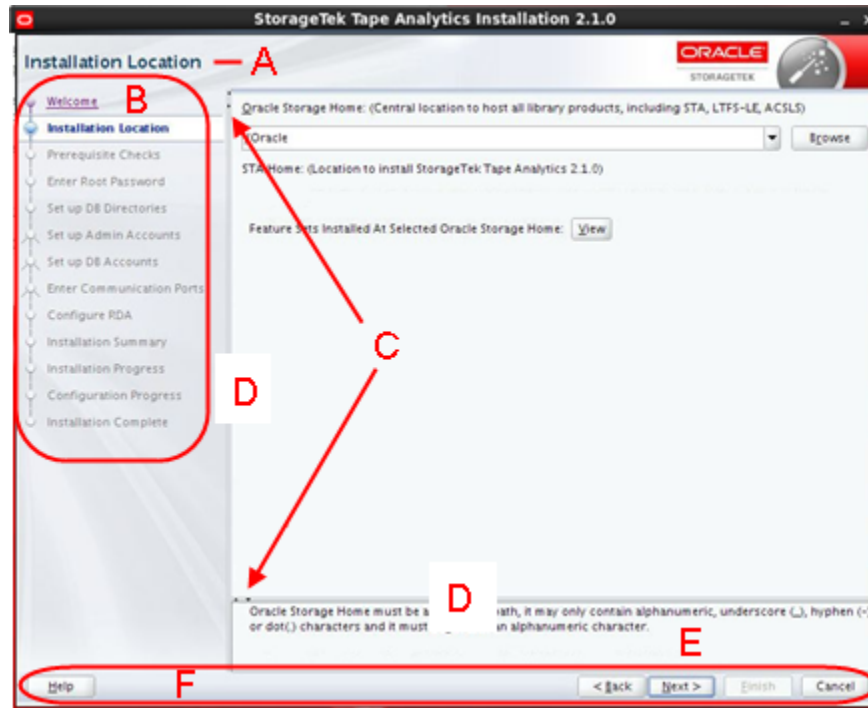 StorageTek Tape Analytics Installation 2.1.0
Installation Location
A
ORACLE
STORAGETEK
B
Welcome
Installation Location
Prerequisite Checks
Enter Root Password
Set up DB Directories
Set up Admin Accounts
Set up DB Accounts
Enter Communication Ports
Configure RDA
Installation Summary
Installation Progress
Configuration Progress
Installation Complete
Oracle Storage Home: (Central location to host all library products, including STA, LTFS-LE, ACSLS)
/Oracle
Browse
STA Home: (Location to install StorageTek Tape Analytics 2.1.0)
Feature Sets Installed At Selected Oracle Storage Home: View
C
D
D
Oracle Storage Home must be a path, it may only contain alphanumeric, underscore (_), hyphen (-)
or dot(.) characters and it must an alphanumeric character.
E
F
Help
< Back
Next >
Finish
Cancel